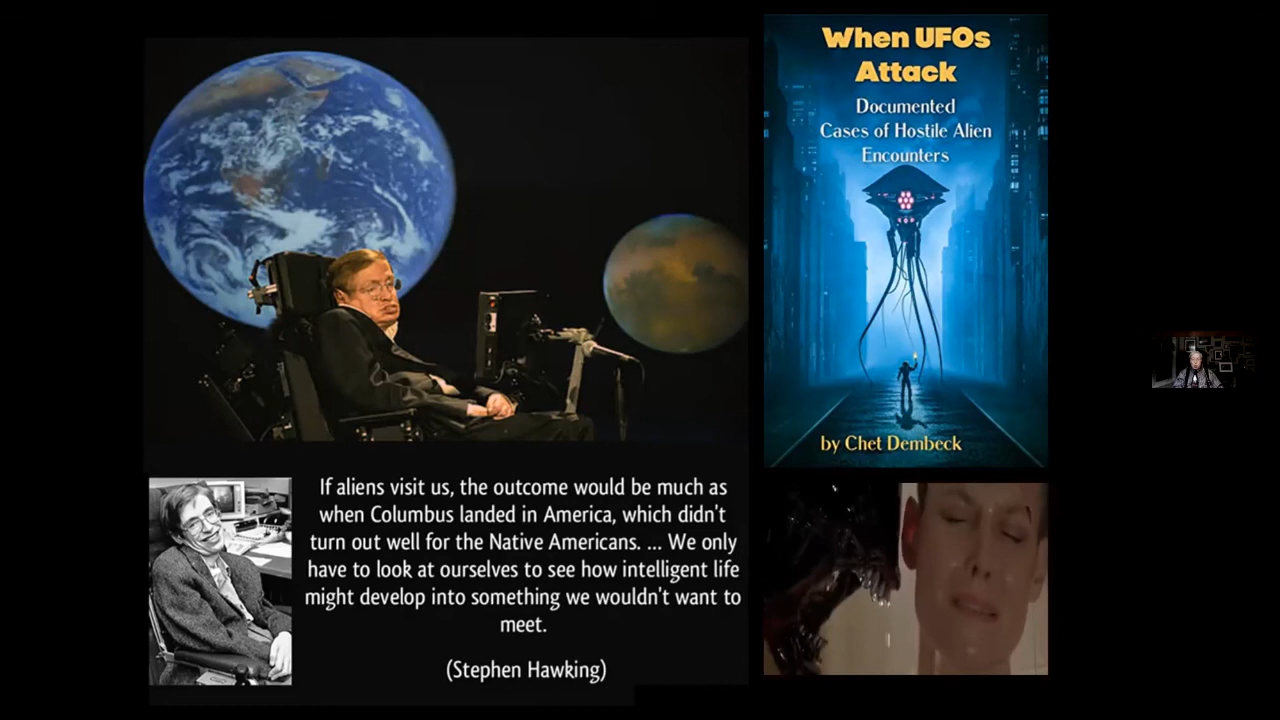 When UFOs
Attack
Documented
Cases of Hostile Alien
Encounters
by Chet Dembeck
If aliens visit us, the outcome would be much as
when Columbus landed in America, which didn't
turn out well for the Native Americans. ... We only
have to look at ourselves to see how intelligent life
might develop into something we wouldn't want to
meet.
(Stephen Hawking)